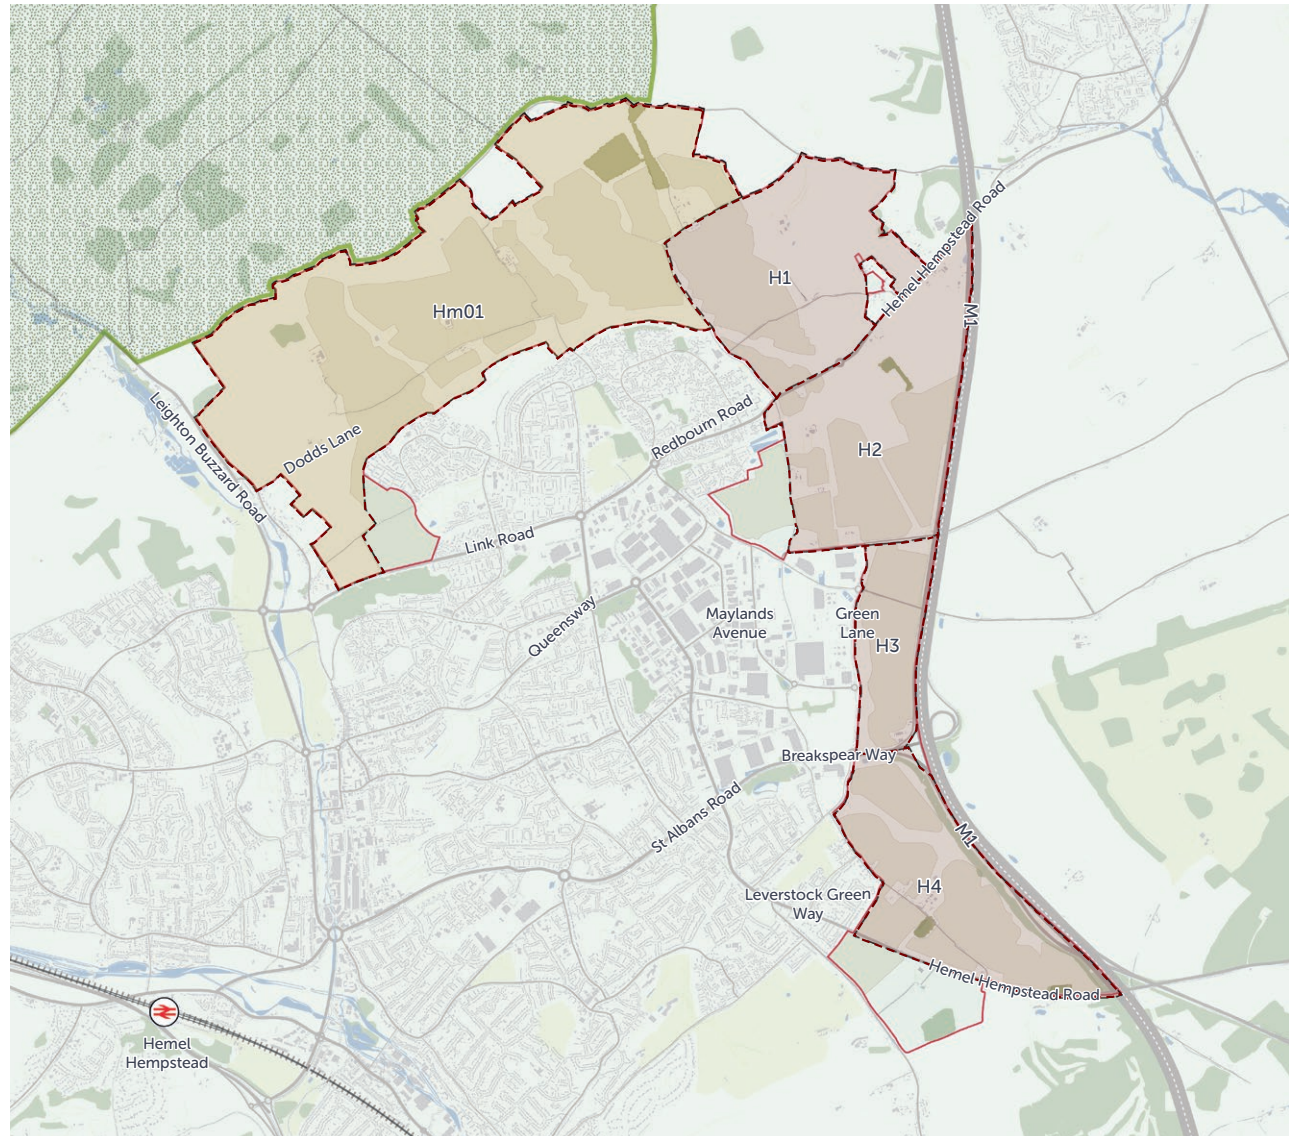 Hemel Hempstead Road
H1
Hm01
M1
Leighton Buzzard Road
Redbourn Road
Dodds Lane
H2
Link Road
Queensway
Maylands
Avenue
Green
Lane
H3
Breakspear Way
St Albans Road
M1
H4
Leverstock Green
Way
Hemel Hempstead Road
Hemel
Hempstead